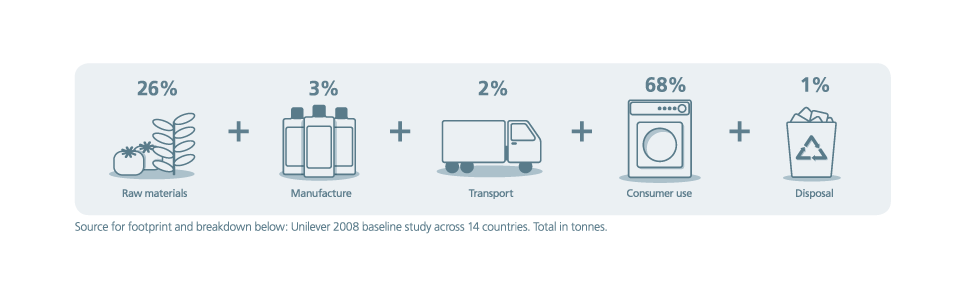 26%
3%
2%
68%
1%
+
+
+
+
Raw materials
Manufacture
Transport
Consumer use
Disposal
Source for footprint and breakdown below: Unilever 2008 baseline study across 14 countries. Total in tonnes.